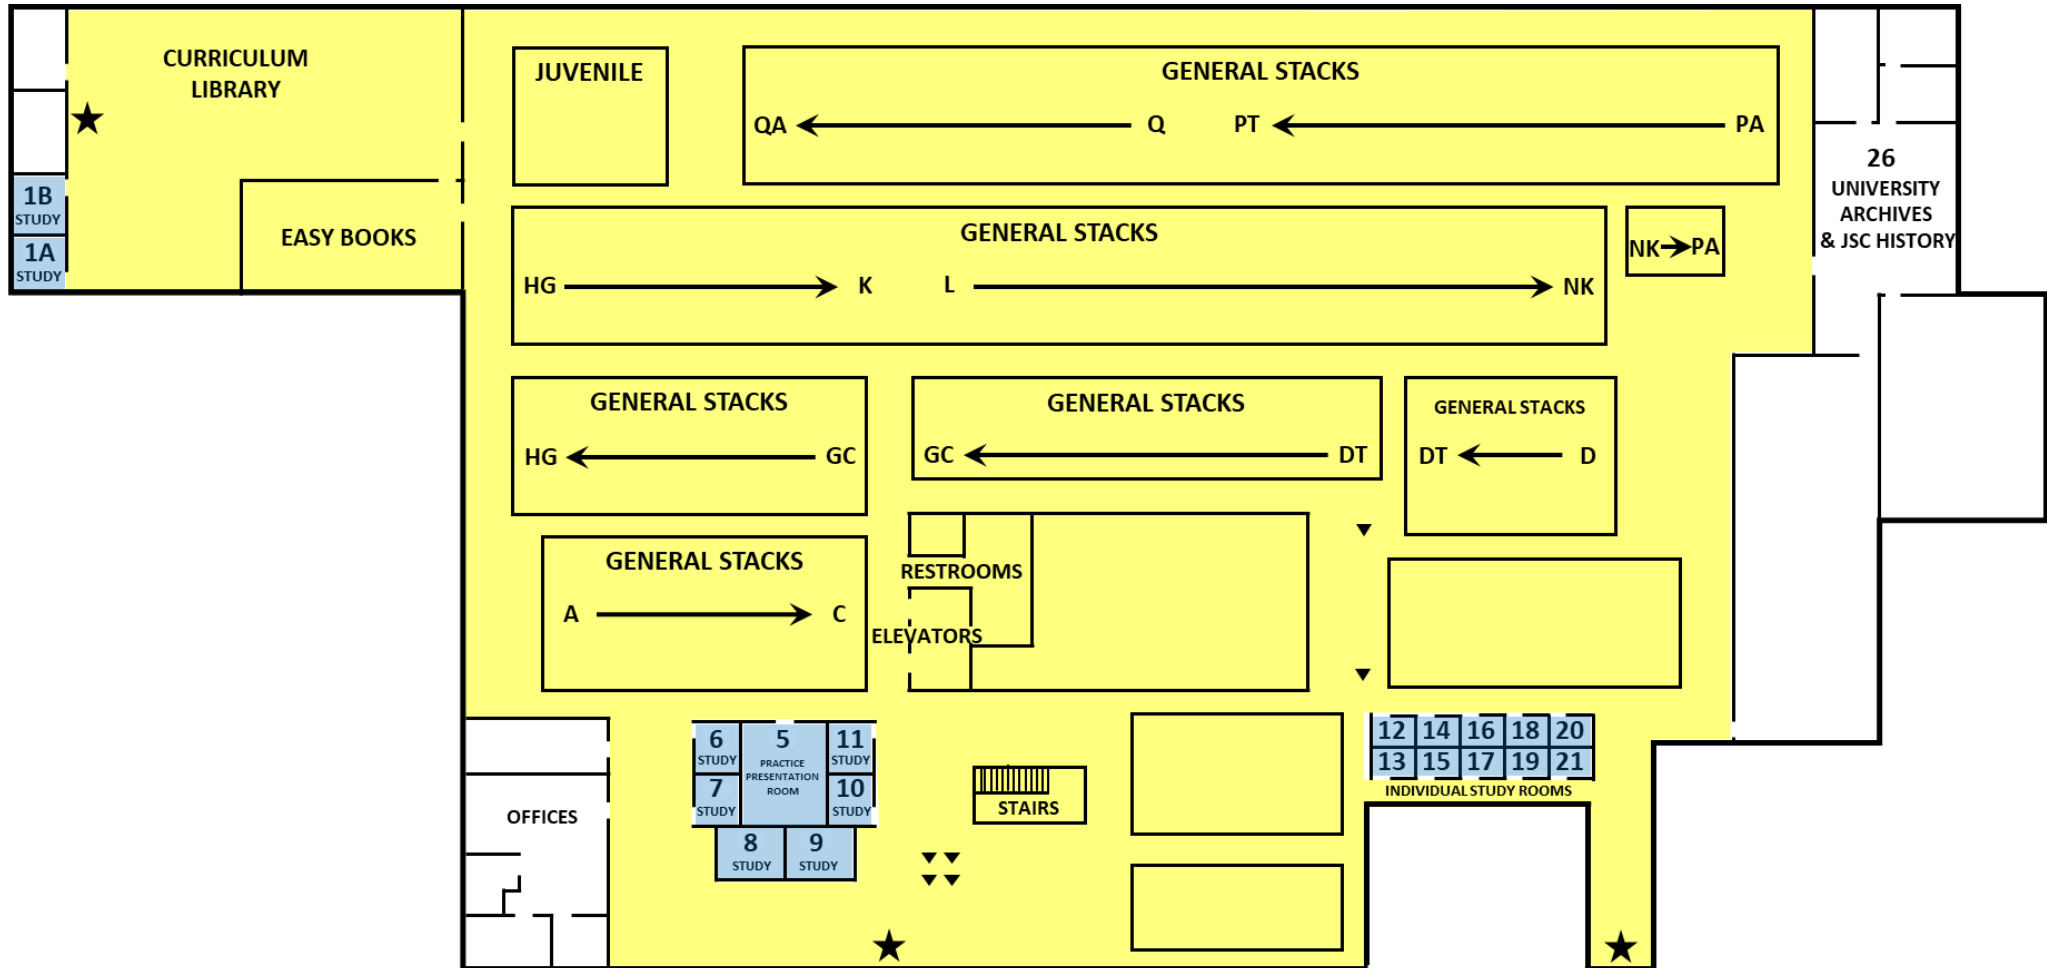 CURRICULUM
LIBRARY
JUVENILE
GENERAL STACKS
QA Q PT PA
26
UNIVERSITY
ARCHIVES
& JSC HISTORY
1B
STUDY
1A
STUDY
EASY BOOKS
GENERAL STACKS
HG K L NK
NK PA
GENERAL STACKS
HG GC
GENERAL STACKS
GC DT
GENERAL STACKS
DT D
GENERAL STACKS
A C
RESTROOMS
ELEVATORS
OFFICES
6
STUDY
7
STUDY
5
PRACTICE
PRESENTATION
ROOM
11
STUDY
10
STUDY
8
STUDY
9
STUDY
STAIRS
12 14 16 18 20
13 15 17 19 21
INDIVIDUAL STUDY ROOMS